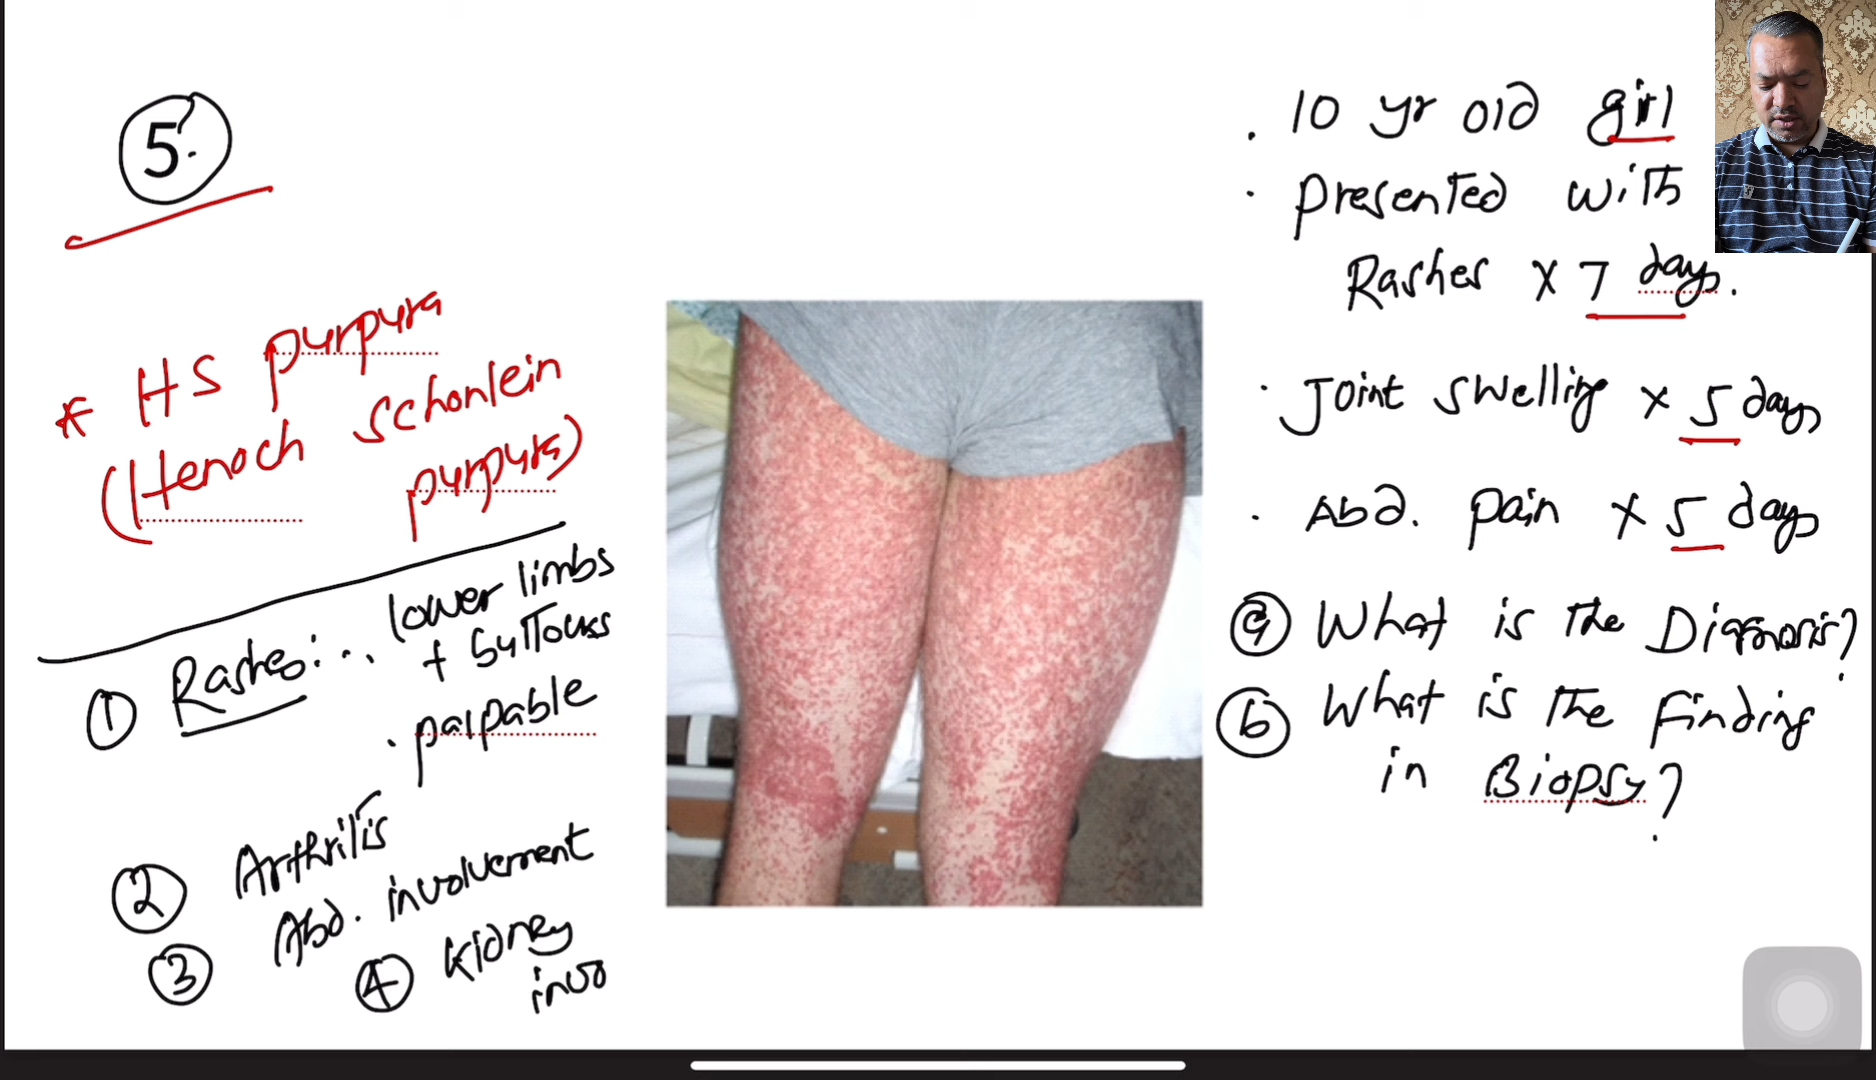 5.
* HS purpura
(Henoch Schonlein
purpura)
① Rashes: . lower limbs
+ buttocks
. palpable
② Arthritis
③ Abd. involvement
④ kidney
invo
. 10 yr old girl
. presented with
Rashes x 7 days.
. Joint swelling x 5 days
. Abd. pain x 5 days
ⓐ What is the Diagnosis?
ⓑ What is the finding
in Biopsy?